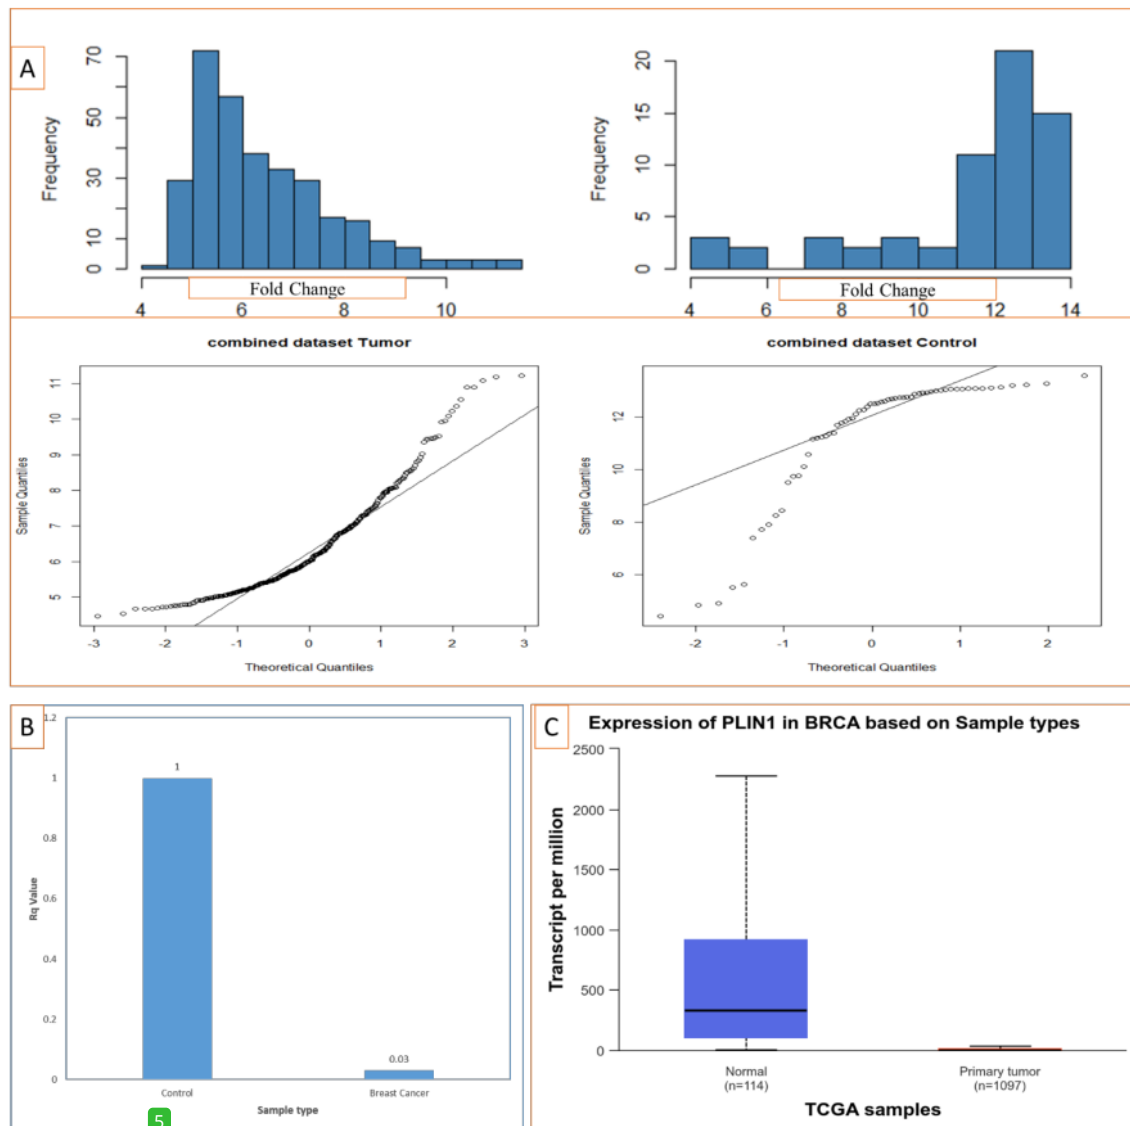 A
Frequency
70
50
30
10
0
Fold Change
4 6 8 10
Frequency
20
15
10
5
0
Fold Change
4 6 8 10 12 14
combined dataset Tumor
Sample Quantiles
11
10
9
8
7
6
5
-3 -2 -1 0 1 2 3
Theoretical Quantiles
combined dataset Control
Sample Quantiles
12
10
8
6
-2 -1 0 1 2
Theoretical Quantiles
B
1.2
1
0.8
0.6
0.4
0.2
0
Rq Value
1
0.03
Control Breast Cancer
Sample type
5
C
Expression of PLIN1 in BRCA based on Sample types
Transcript per million
2500
2000
1500
1000
500
0
Normal
(n=114)
Primary tumor
(n=1097)
TCGA samples